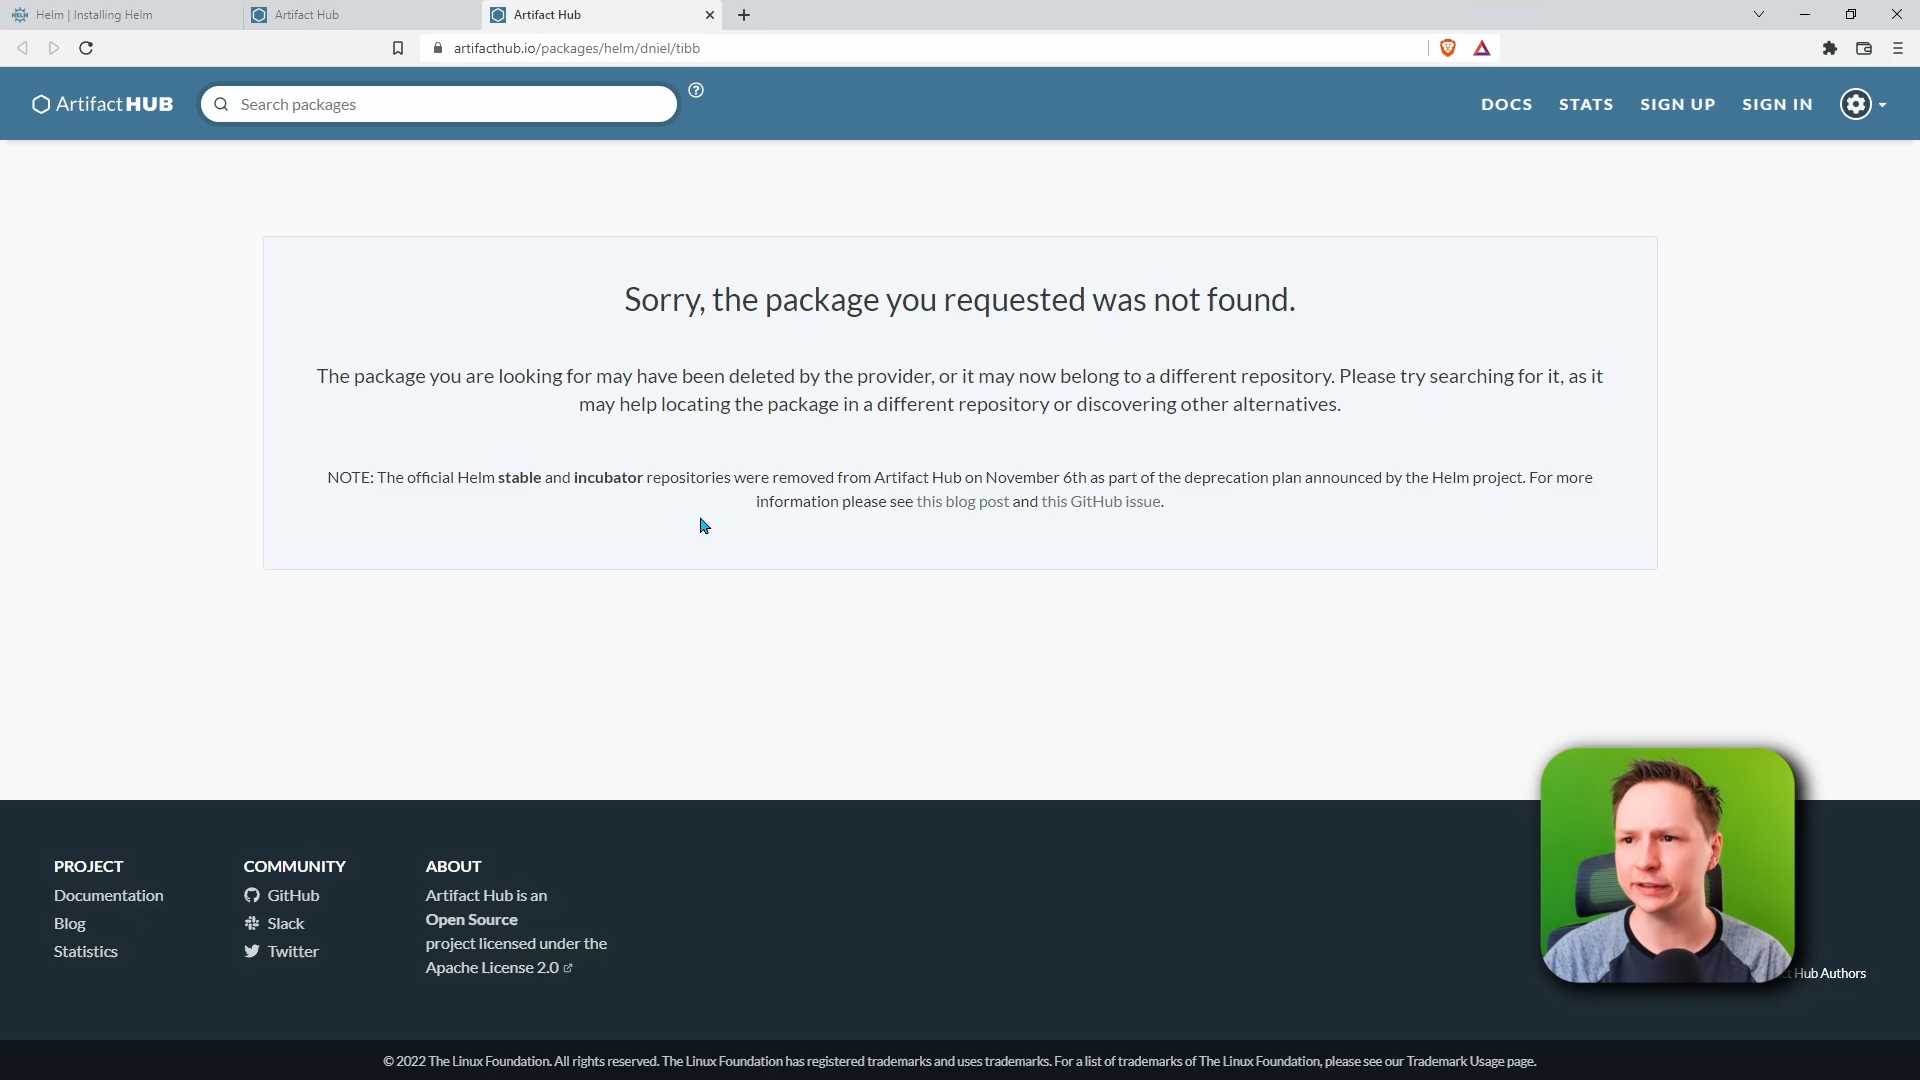 Helm | Installing Helm
Artifact Hub
Artifact Hub
artifacthub.io/packages/helm/dniel/tibb
ArtifactHUB
Search packages
DOCS
STATS
SIGN UP
SIGN IN
Sorry, the package you requested was not found.
The package you are looking for may have been deleted by the provider, or it may now belong to a different repository. Please try searching for it, as it
may help locating the package in a different repository or discovering other alternatives.
NOTE: The official Helm stable and incubator repositories were removed from Artifact Hub on November 6th as part of the deprecation plan announced by the Helm project. For more
information please see this blog post and this GitHub issue.
PROJECT
Documentation
Blog
Statistics
COMMUNITY
GitHub
Slack
Twitter
ABOUT
Artifact Hub is an
Open Source
project licensed under the
Apache License 2.0
Hub Authors
© 2022 The Linux Foundation. All rights reserved. The Linux Foundation has registered trademarks and uses trademarks. For a list of trademarks of The Linux Foundation, please see our Trademark Usage page.